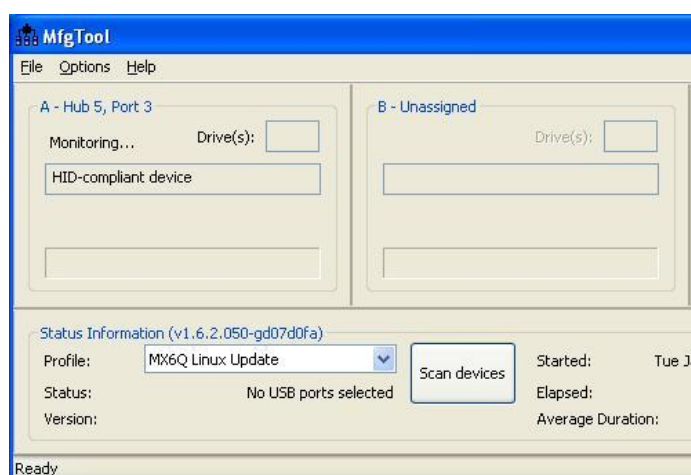 MfgTool
File Options Help
A - Hub 5, Port 3
B - Unassigned
Monitoring... Drive(s):
Drive(s):
HID-compliant device
Status Information (v1.6.2.050-gd07d0fa)
Profile: MX6Q Linux Update
Scan devices
Started: Tue J
Status: No USB ports selected
Elapsed:
Version:
Average Duration:
Ready